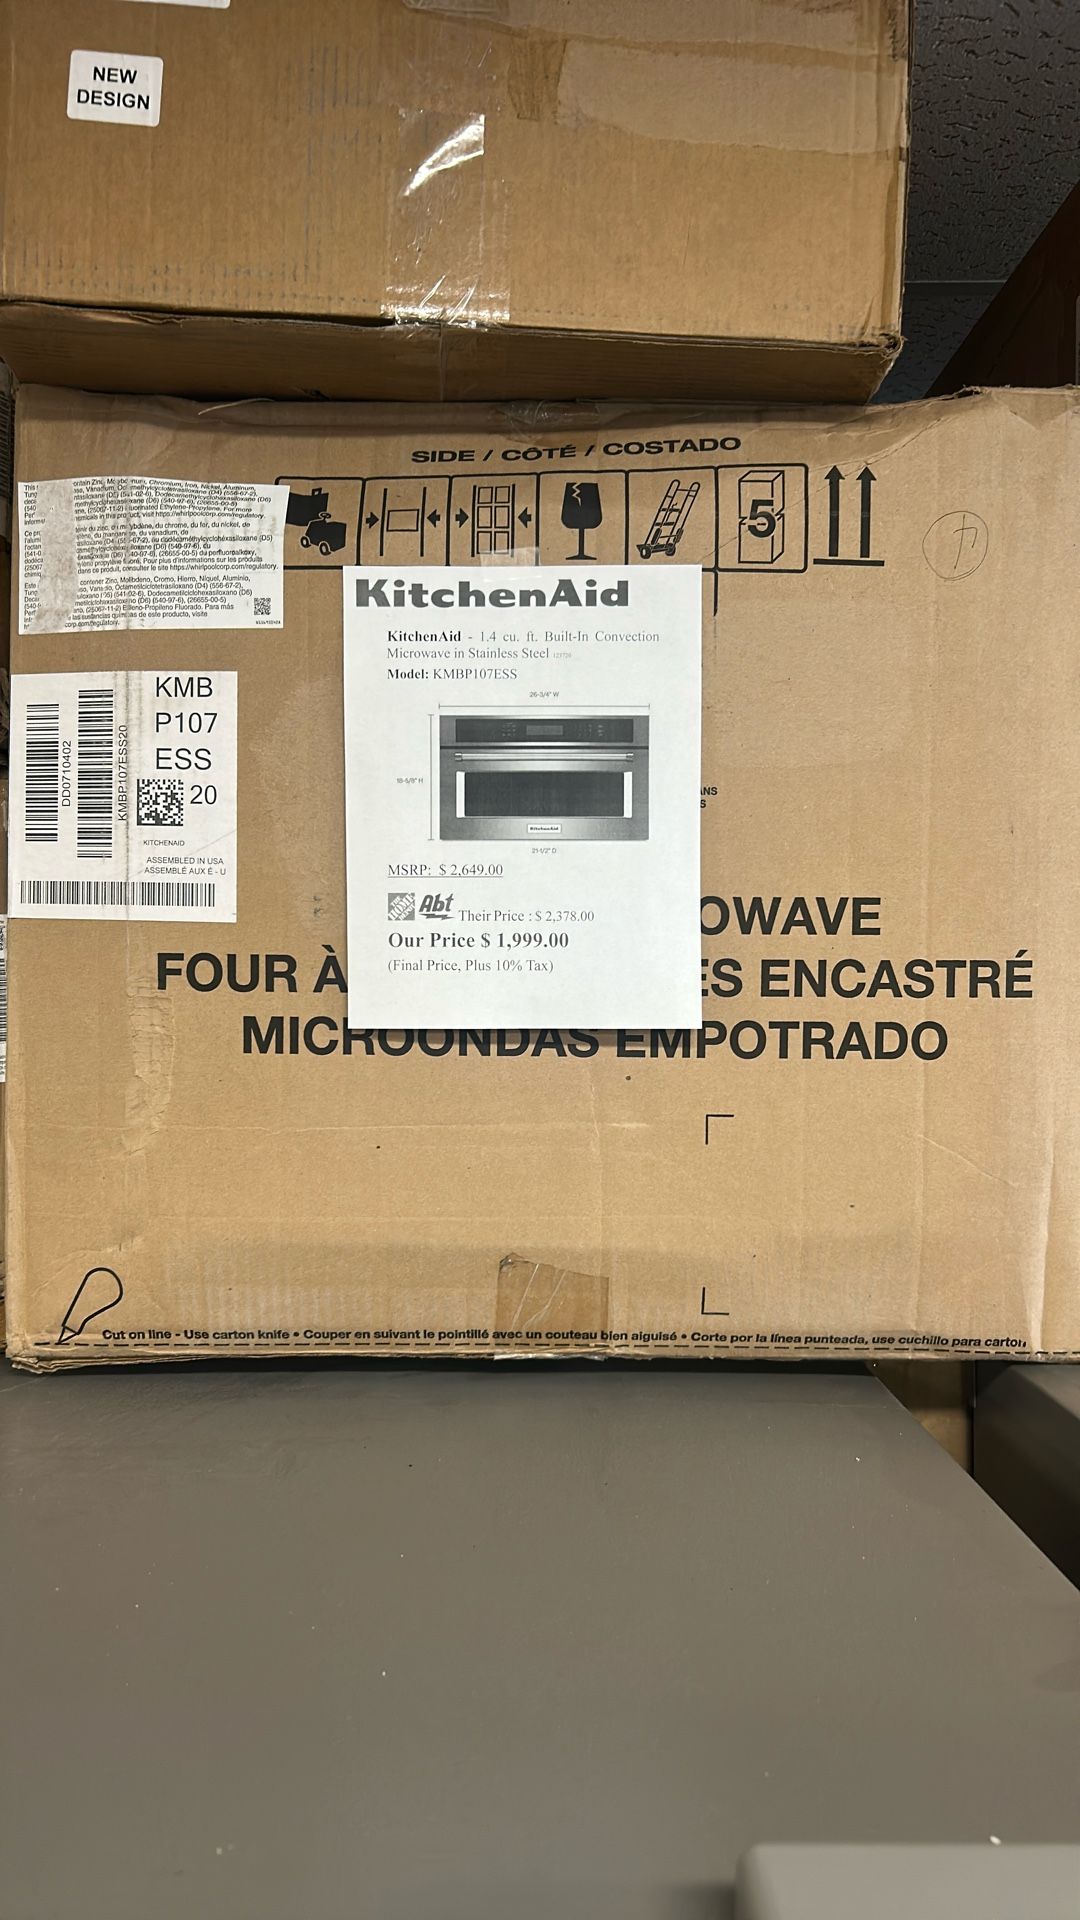 NEW
DESIGN
SIDE / CÔTÉ / COSTADO
5
KitchenAid
KitchenAid - 1.4 cu. ft. Built-In Convection
Microwave in Stainless Steel
Model: KMBP107ESS
26-3/4" W
18-5/8" H
KitchenAid
21-1/2" D
MSRP: $ 2,649.00
Abt Their Price : $ 2,378.00
Our Price $ 1,999.00
(Final Price, Plus 10% Tax)
KMB
P107
ESS
20
DD0710402
KMBP107ESS20
KITCHENAID
ASSEMBLED IN USA
ASSEMBLÉ AUX É - U
OWAVE
FOUR À ES ENCASTRÉ
MICROONDAS EMPOTRADO
Cut on line - Use carton knife • Couper en suivant le pointillé avec un couteau bien aiguisé • Corte por la línea punteada, use cuchillo para carton